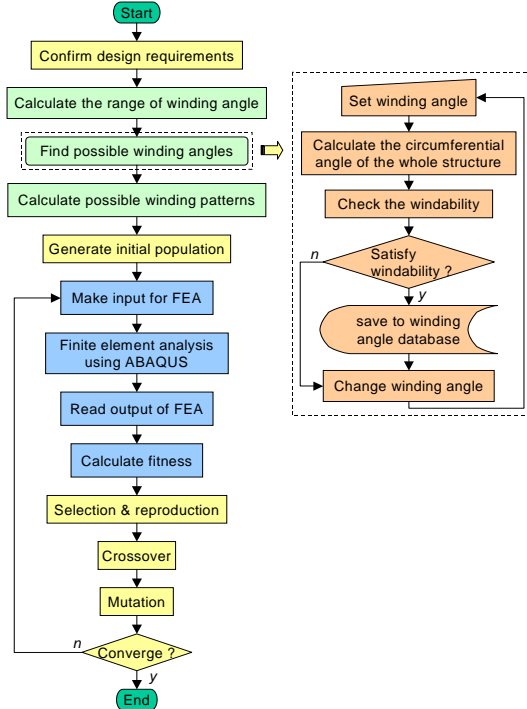 Start
Confirm design requirements
Calculate the range of winding angle
Find possible winding angles
Calculate possible winding patterns
Generate initial population
Make input for FEA
Finite element analysis
using ABAQUS
Read output of FEA
Calculate fitness
Selection & reproduction
Crossover
Mutation
n
Converge ?
y
End
Set winding angle
Calculate the circumferential
angle of the whole structure
Check the windability
n
Satisfy
windability ?
y
save to winding
angle database
Change winding angle